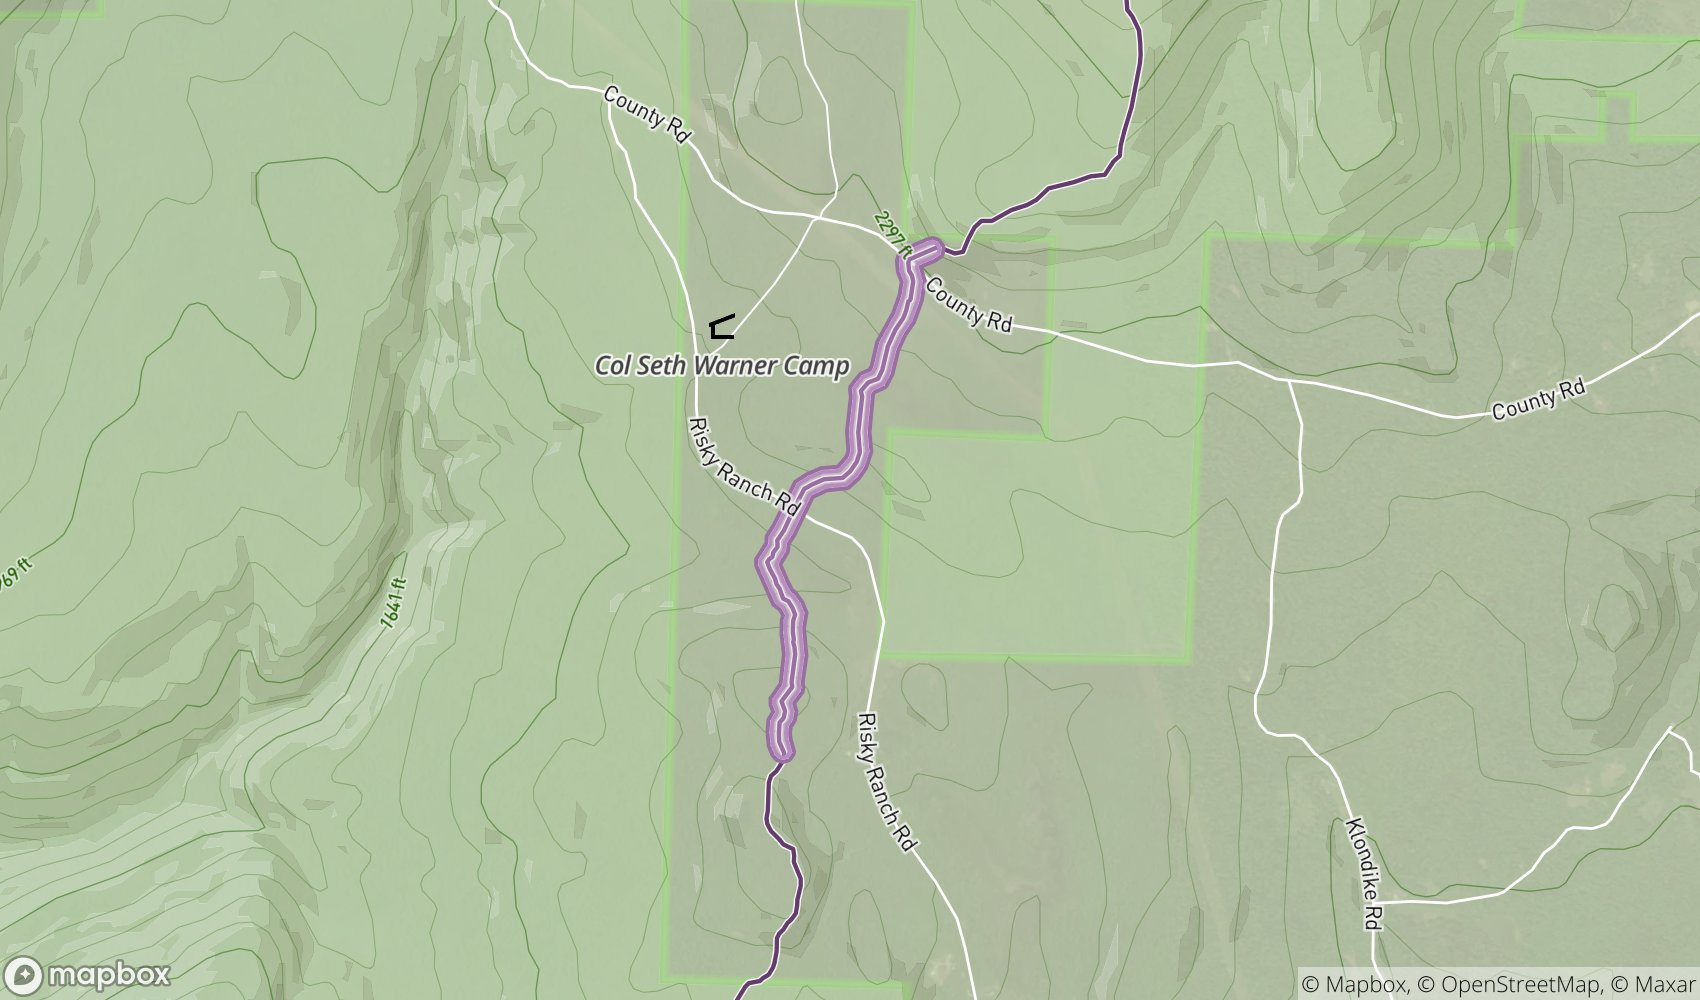 County Rd
2297 ft
County Rd
Col Seth Warner Camp
County Rd
Risky Ranch Rd
1641 ft
Risky Ranch Rd
Klondike Rd
mapbox
© Mapbox, © OpenStreetMap, © Maxar